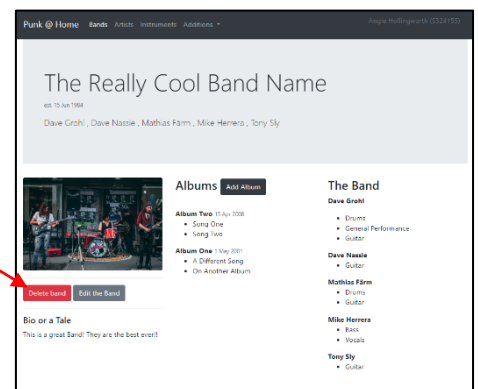 Punk @ Home Bands Artists Instruments Additions
Angie Hollingworth (5324155)
The Really Cool Band Name
est. 15 Jun 1984
Dave Grohl , Dave Nassie , Mathias Färm , Mike Herrera , Tony Sly
Delete band Edit the Band
Bio or a Tale
This is a great Band! They are the best ever!!
Albums Add Album
Album Two 15 Apr 2008
Song One
Song Two
Album One 1 May 2001
A Different Song
On Another Album
The Band
Dave Grohl
Drums
General Performance
Guitar
Dave Nassie
Guitar
Mathias Färm
Drums
Guitar
Mike Herrera
Bass
Vocals
Tony Sly
Guitar